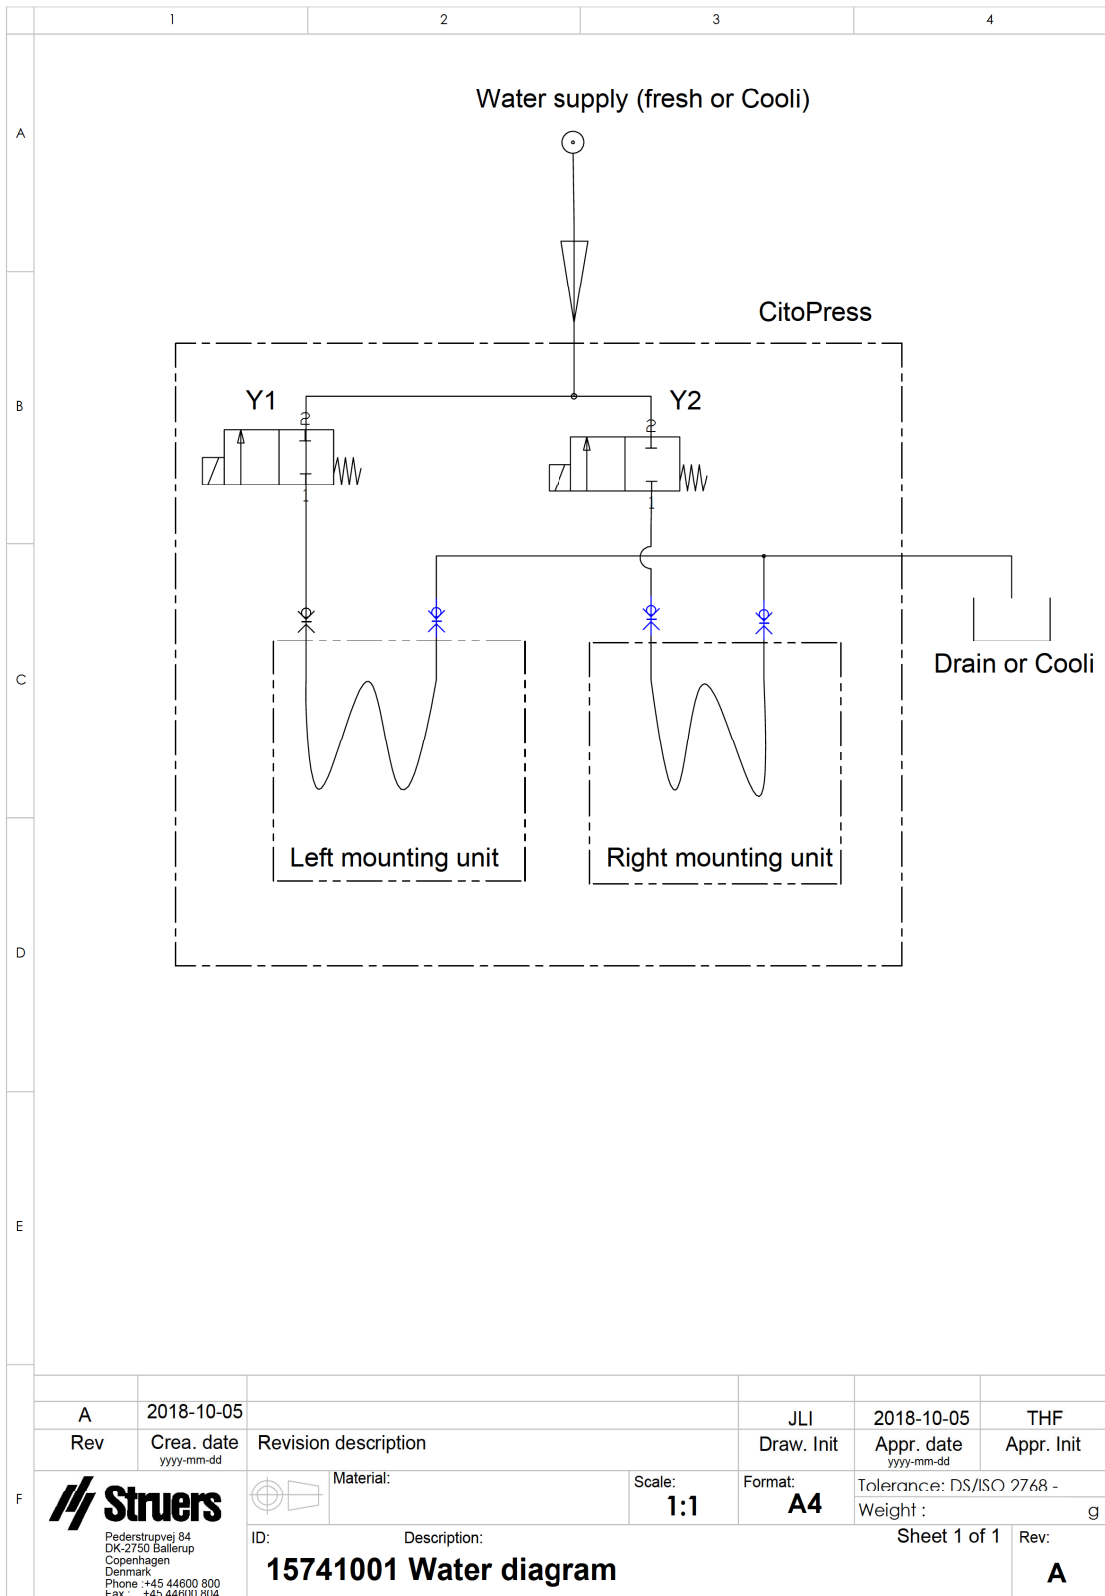 1 2 3 4
Water supply (fresh or Cooli)
A
CitoPress
B
Y1
Y2
2
2
1
1
C
Drain or Cooli
Left mounting unit
Right mounting unit
D
E
A 2018-10-05 JLI 2018-10-05 THF
Rev Crea. date Revision description Draw. Init Appr. date Appr. Init
yyyy-mm-dd yyyy-mm-dd
F
Struers
Material:
Scale:
1:1
Format:
A4
Tolerance: DS/ISO 2768 -
Weight : g
Pederstrupvej 84
DK-2750 Ballerup
Copenhagen
Denmark
Phone :+45 44600 800
Fax : +45 44600 804
ID: Description:
15741001 Water diagram
Sheet 1 of 1
Rev:
A